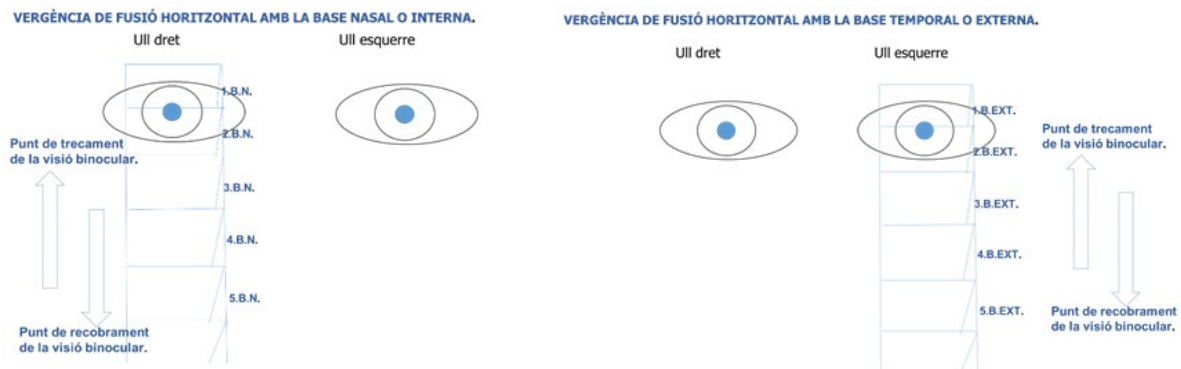 VERGÈNCIA DE FUSIÓ HORITZONTAL AMB LA BASE NASAL O INTERNA.
Ull dret
Ull esquerre
1.B.N.
2.B.N.
Punt de trecament
de la visió binocular.
3.B.N.
4.B.N.
5.B.N.
Punt de recobrament
de la visió binocular.
VERGÈNCIA DE FUSIÓ HORITZONTAL AMB LA BASE TEMPORAL O EXTERNA.
Ull dret
Ull esquerre
1.B.EXT.
2.B.EXT.
Punt de trecament
de la visió binocular.
3.B.EXT.
4.B.EXT.
5.B.EXT.
Punt de recobrament
de la visió binocular.